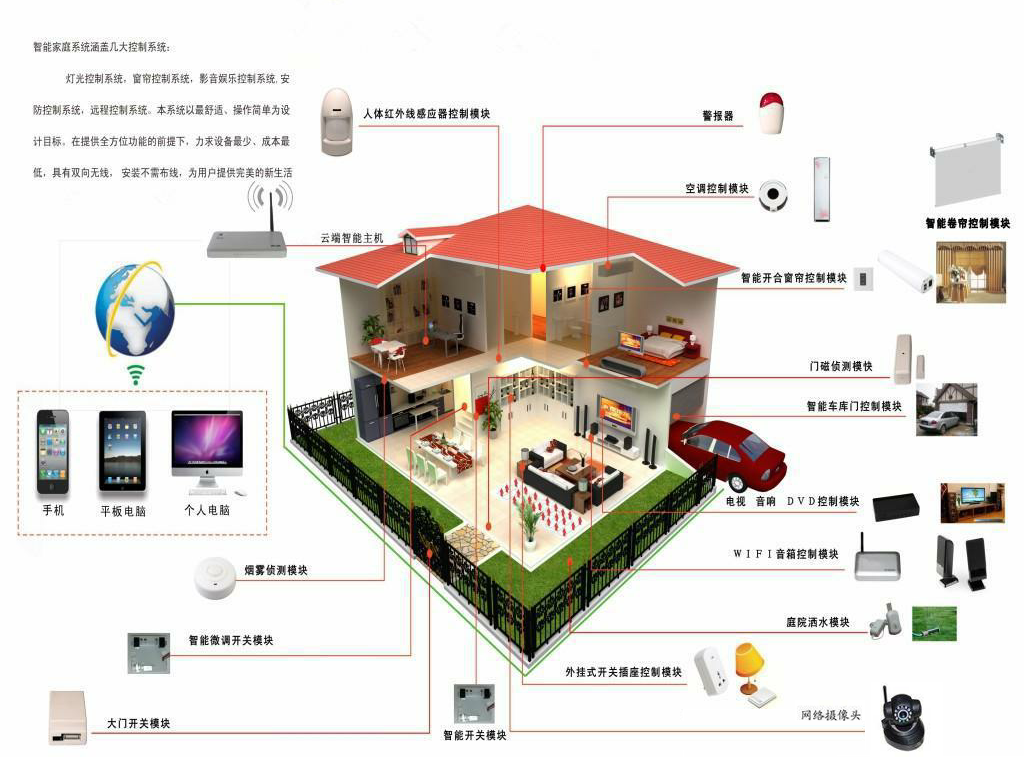 智能家庭系统涵盖几大控制系统:
灯光控制系统，窗帘控制系统，影音娱乐控制系统.安
防控制系统，远程控制系统。本系统以最舒适、操作简单为设
计目标。在提供全方位功能的前提下，力求设备最少、成本最
低，具有双向无线， 安装不需布线，为用户提供完美的新生活
人体红外线感应器控制模块
警报器
空调控制模块
智能卷帘控制模块
云端智能主机
智能开合窗帘控制模块
门磁侦测模快
智能车库门控制模块
手机
平板电脑
个人电脑
电视 音响 DVD控制模块
WIFI音箱控制模块
烟雾侦测模块
庭院洒水模块
智能微调开关模块
外挂式开关插座控制模块
大门开关模块
智能开关模块
网络摄像头